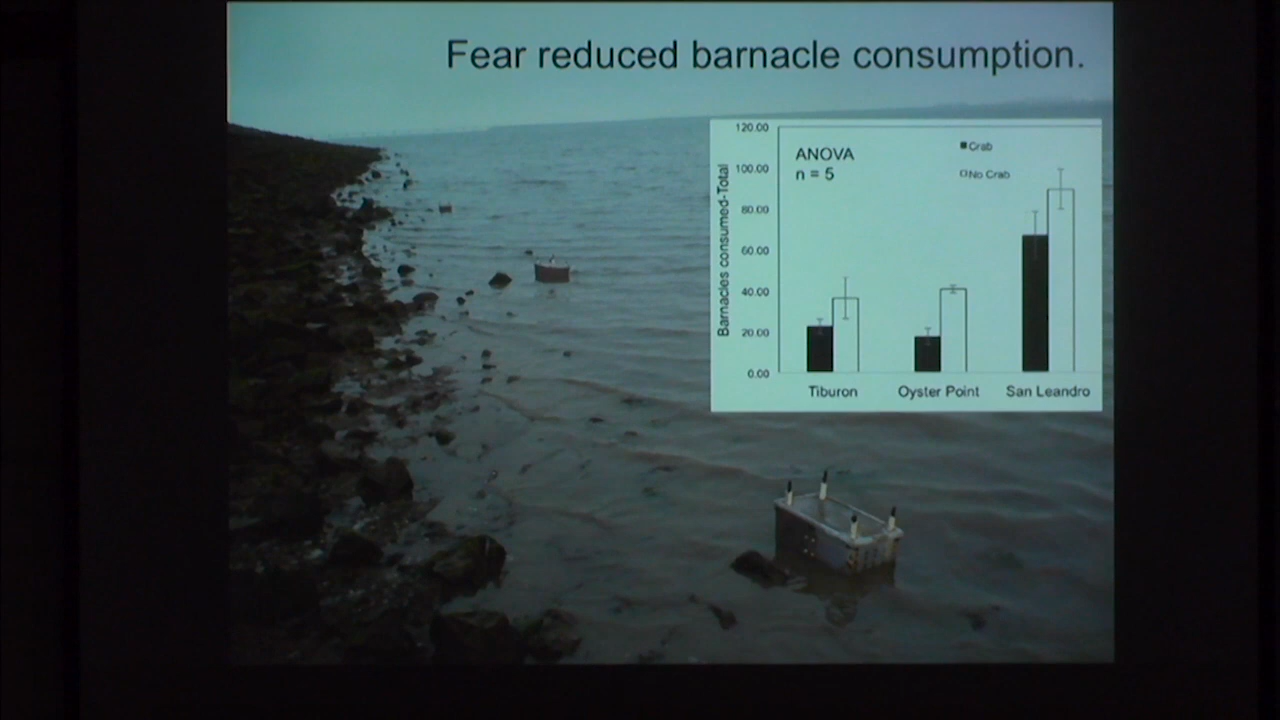 Fear reduced barnacle consumption.
120.00
100.00
80.00
60.00
40.00
20.00
0.00
Barnacles consumed-Total
ANOVA
n = 5
Crab
No Crab
Tiburon
Oyster Point
San Leandro